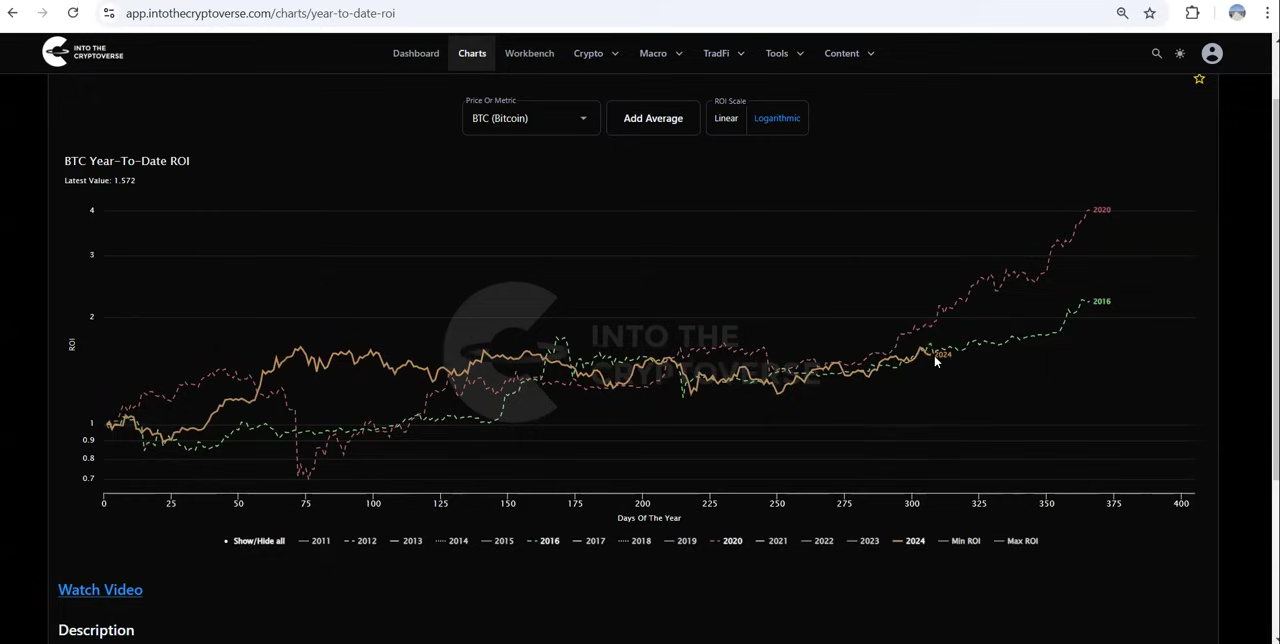 app.intothecryptoverse.com/charts/year-to-date-roi
INTO THE
CRYPTOVERSE
Dashboard Charts Workbench Crypto Macro TradFi Tools Content
Price Or Metric
BTC (Bitcoin)
Add Average
ROI Scale
Linear Logarithmic
BTC Year-To-Date ROI
Latest Value: 1.572
4
3
2
1
0.9
0.8
0.7
ROI
2020
2016
2024
INTO THE
CRYPTOVERSE
0 25 50 75 100 125 150 175 200 225 250 275 300 325 350 375 400
Days Of The Year
Show/Hide all 2011 2012 2013 2014 2015 2016 2017 2018 2019 2020 2021 2022 2023 2024 Min ROI Max ROI
Watch Video
Description